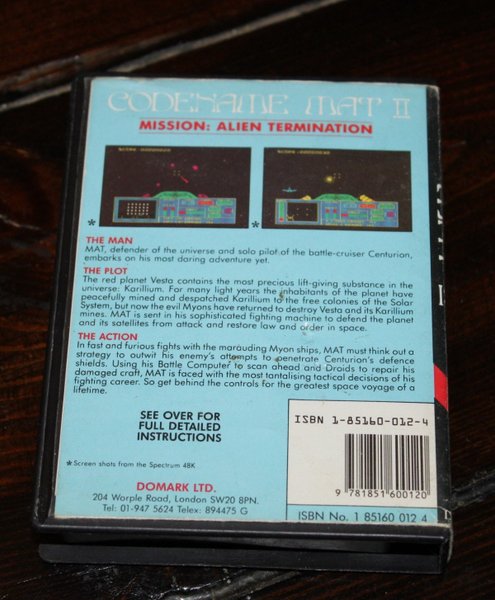 CODENAME MAT II
MISSION: ALIEN TERMINATION
* *
THE MAN
MAT, defender of the universe and solo pilot of the battle-cruiser Centurion,
embarks on his most daring adventure yet.
THE PLOT
The red planet Vesta contains the most precious lift-giving substance in the
universe: Karillium. For many light years the inhabitants of the planet have
peacefully mined and despatched Karillium to the free colonies of the Solar
System, but now the evil Myons have returned to destroy Vesta and its Karillium
mines. MAT is sent in his sophisticated fighting machine to defend the planet
and its satellites from attack and restore law and order in space.
THE ACTION
In fast and furious fights with the marauding Myon ships, MAT must think out a
strategy to outwit his enemy's attempts to penetrate Centurion's defence
shields. Using his Battle Computer to scan ahead and Droids to repair his
damaged craft, MAT is faced with the most tantalising tactical decisions of his
fighting career. So get behind the controls for the greatest space voyage of a
lifetime.
SEE OVER FOR
FULL DETAILED
INSTRUCTIONS
*Screen shots from the Spectrum 48K
DOMARK LTD.
204 Worple Road, London SW20 8PN.
Tel: 01-947 5624 Telex: 894475 G
ISBN 1-85160-012-4
9 781851 600120
ISBN No. 1 85160 012 4